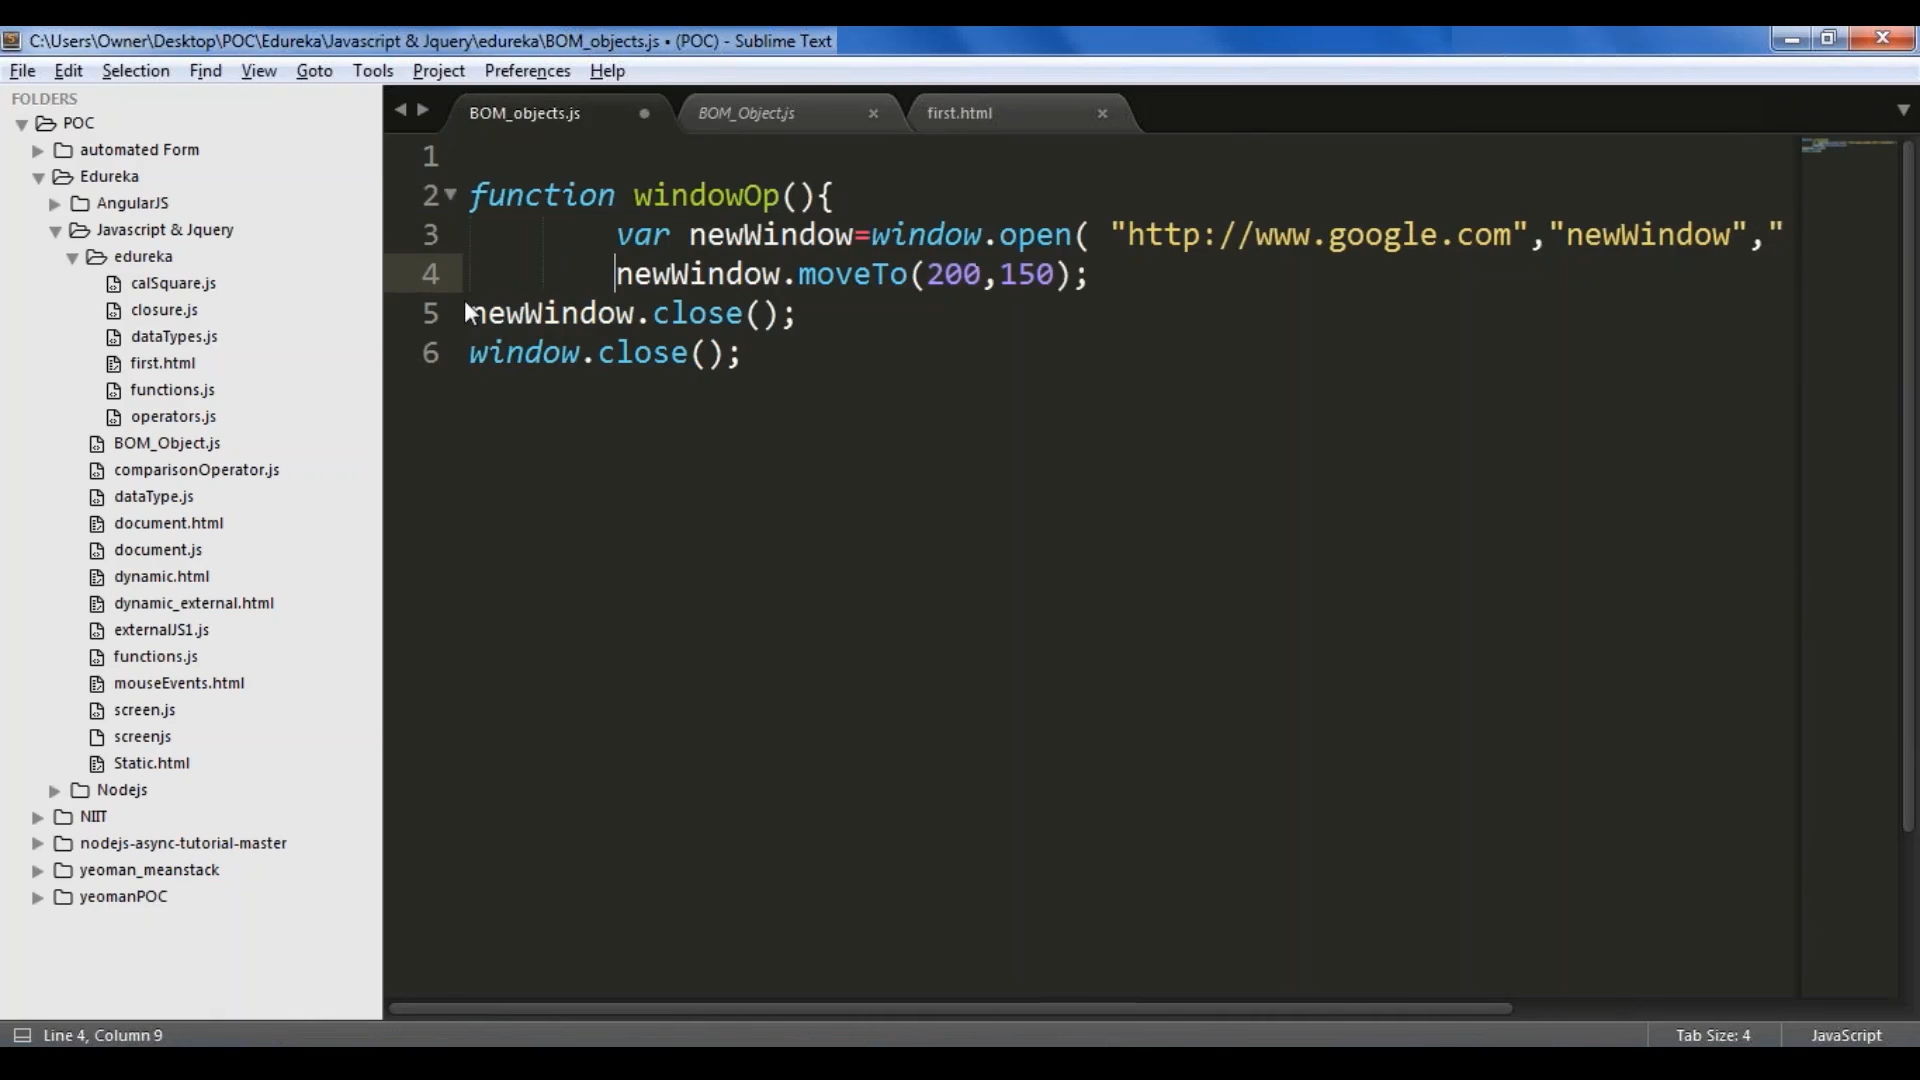 C:\Users\Owner\Desktop\POC\Edureka\Javascript & Jquery\edureka\BOM_objects.js • (POC) - Sublime Text
File Edit Selection Find View Goto Tools Project Preferences Help
FOLDERS
POC
automated Form
Edureka
AngularJS
Javascript & Jquery
edureka
calSquare.js
closure.js
dataTypes.js
first.html
functions.js
operators.js
BOM_Object.js
comparisonOperator.js
dataType.js
document.html
document.js
dynamic.html
dynamic_external.html
externalJS1.js
functions.js
mouseEvents.html
screen.js
screenjs
Static.html
Nodejs
NIIT
nodejs-async-tutorial-master
yeoman_meanstack
yeomanPOC
BOM_objects.js BOM_Object.js first.html
1
2 function windowOp(){
3 var newWindow=window.open( "http://www.google.com","newWindow","
4 newWindow.moveTo(200,150);
5 newWindow.close();
6 window.close();
Line 4, Column 9 Tab Size: 4 JavaScript